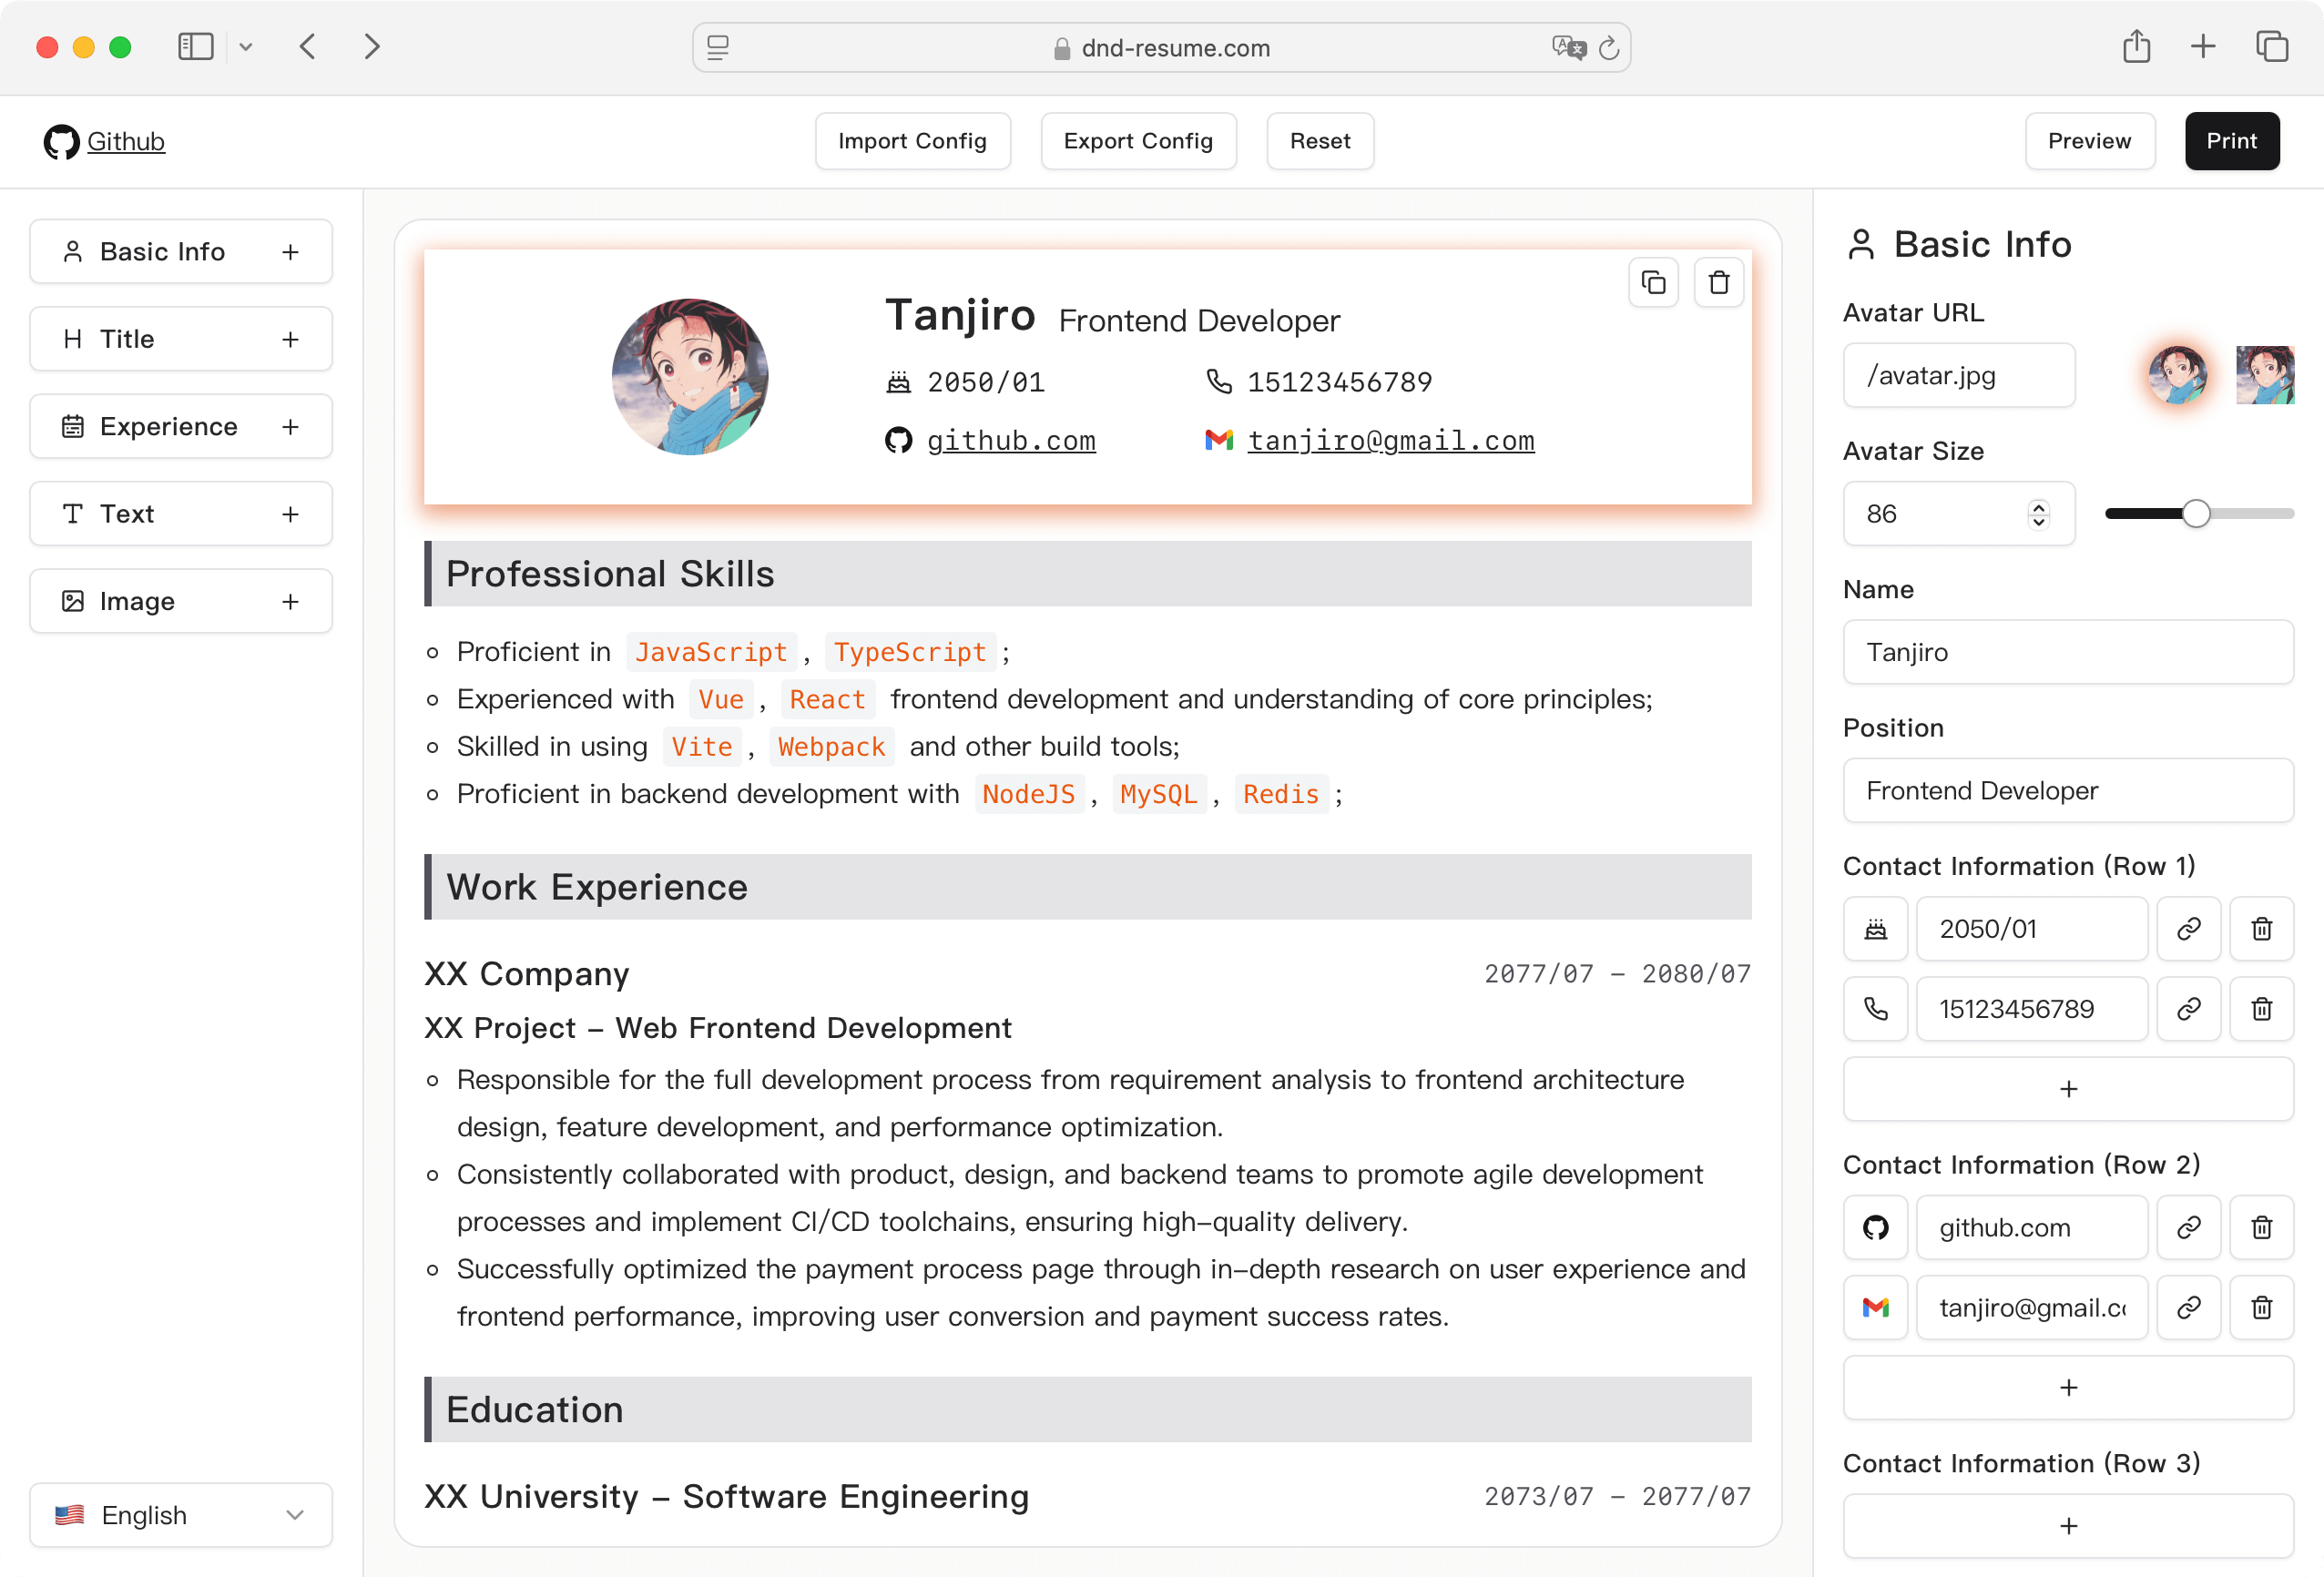 dnd-resume.com
Github
Import Config
Export Config
Reset
Preview
Print
Basic Info
Title
Experience
Text
Image
English
Tanjiro Frontend Developer
2050/01 15123456789
github.com tanjiro@gmail.com
Professional Skills
Proficient in JavaScript , TypeScript ;
Experienced with Vue , React frontend development and understanding of core principles;
Skilled in using Vite , Webpack and other build tools;
Proficient in backend development with NodeJS , MySQL , Redis ;
Work Experience
XX Company 2077/07 – 2080/07
XX Project – Web Frontend Development
Responsible for the full development process from requirement analysis to frontend architecture
design, feature development, and performance optimization.
Consistently collaborated with product, design, and backend teams to promote agile development
processes and implement CI/CD toolchains, ensuring high-quality delivery.
Successfully optimized the payment process page through in-depth research on user experience and
frontend performance, improving user conversion and payment success rates.
Education
XX University – Software Engineering 2073/07 – 2077/07
Basic Info
Avatar URL
/avatar.jpg
Avatar Size
86
Name
Tanjiro
Position
Frontend Developer
Contact Information (Row 1)
2050/01
15123456789
Contact Information (Row 2)
github.com
tanjiro@gmail.c
Contact Information (Row 3)